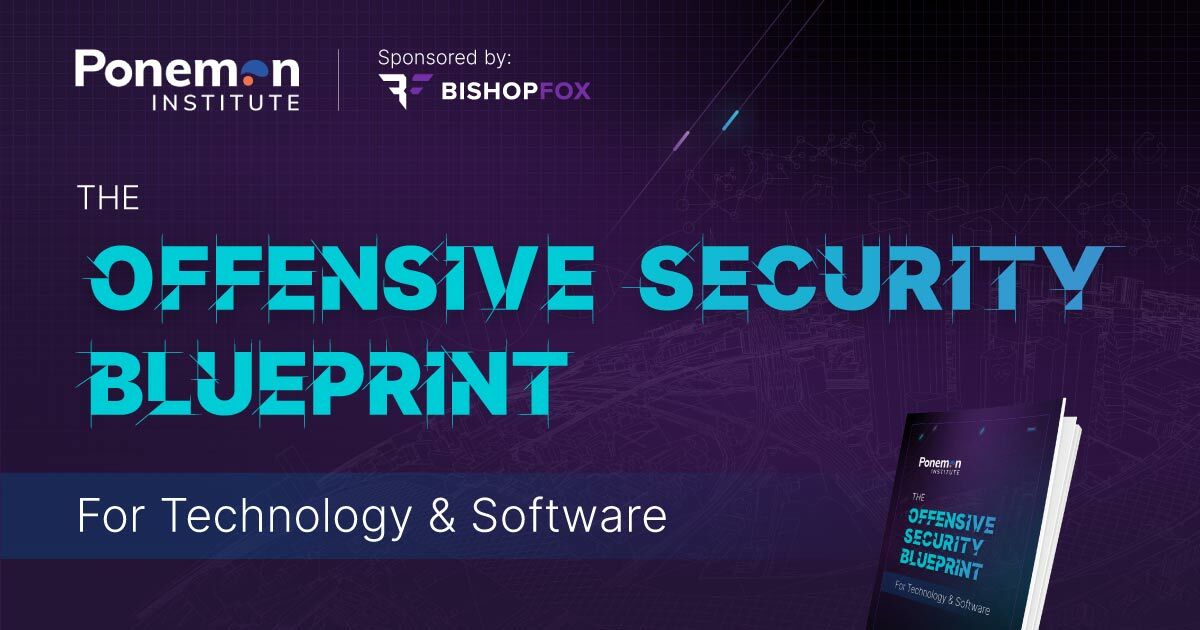 Ponemon
INSTITUTE
Sponsored by:
BISHOPFOX
THE
OFFENSIVE SECURITY
BLUEPRINT
For Technology & Software
Ponemon
INSTITUTE
THE
OFFENSIVE
SECURITY
BLUEPRINT
For Technology & Software